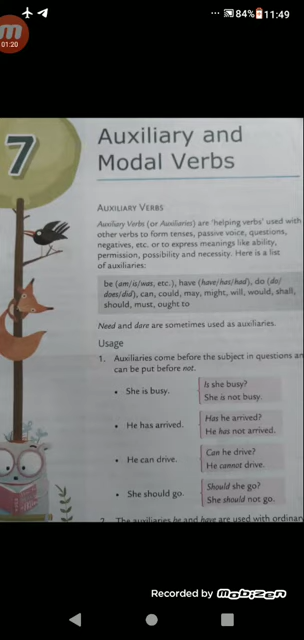 84% 11:49
01:20
7
Auxiliary and
Modal Verbs
AUXILIARY VERBS
Auxiliary Verbs (or Auxiliaries) are 'helping verbs' used with
other verbs to form tenses, passive voice, questions,
negatives, etc. or to express meanings like ability,
permission, possibility and necessity. Here is a list
of auxiliaries:
be (am/is/was, etc.), have (have/has/had), do (do/
does/did), can, could, may, might, will, would, shall,
should, must, ought to
Need and dare are sometimes used as auxiliaries.
Usage
1. Auxiliaries come before the subject in questions an
can be put before not.
• She is busy.
Is she busy?
She is not busy.
• He has arrived.
Has he arrived?
He has not arrived.
• He can drive.
Can he drive?
He cannot drive.
• She should go.
Should she go?
She should not go.
2. The auxiliaries be and have are used with ordinar
Recorded by mobizen